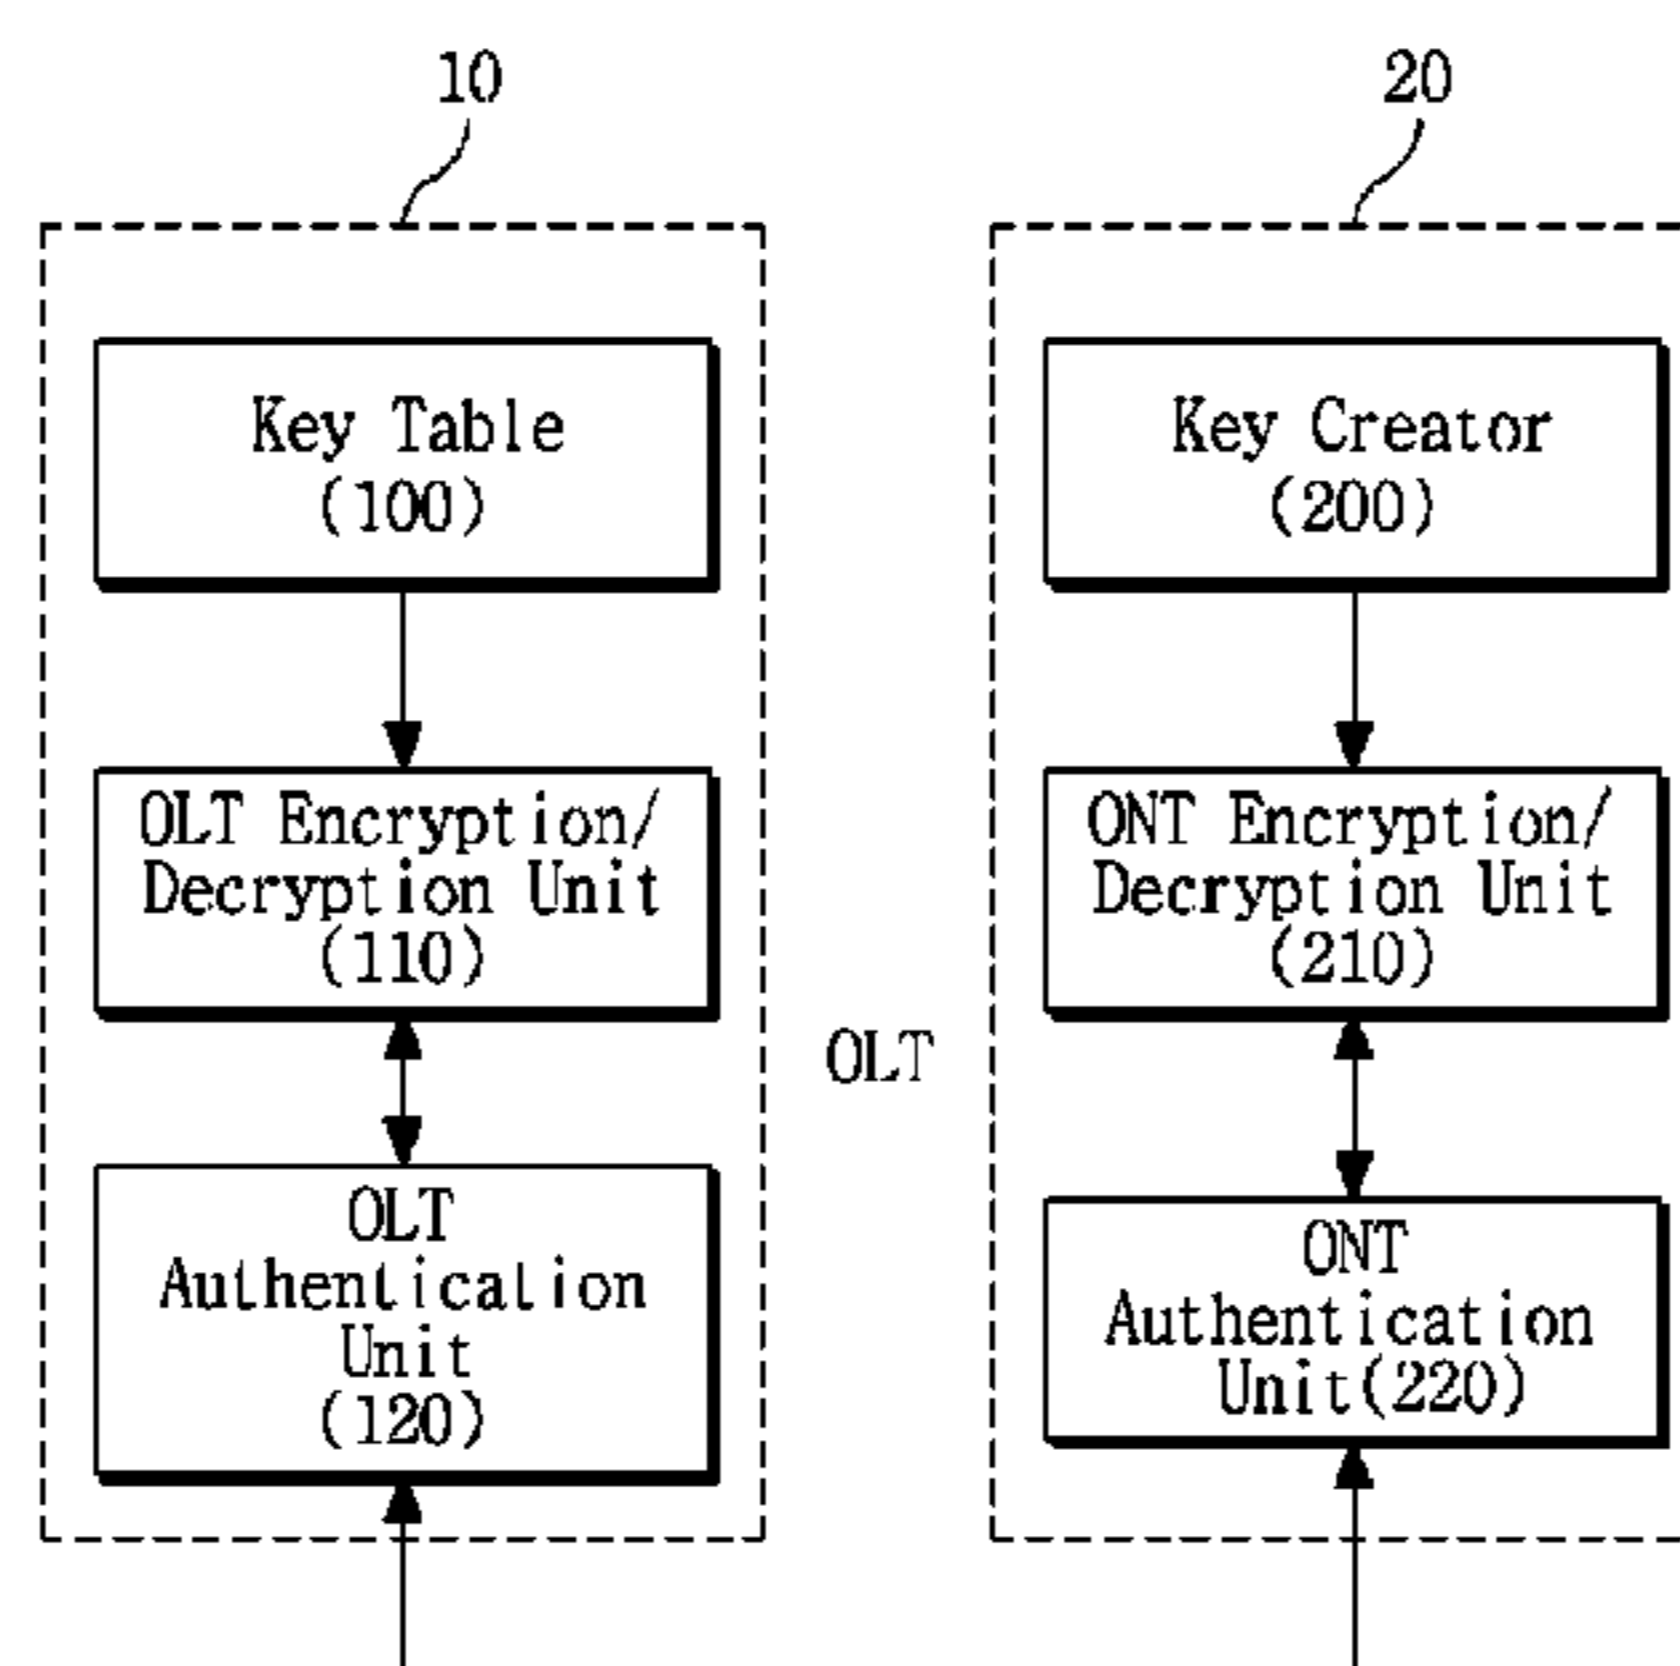 10
20
Key Table
(100)
Key Creator
(200)
OLT Encryption/
Decryption Unit
(110)
ONT Encryption/
Decryption Unit
(210)
OLT
OLT
Authentication
Unit
(120)
ONT
Authentication
Unit(220)